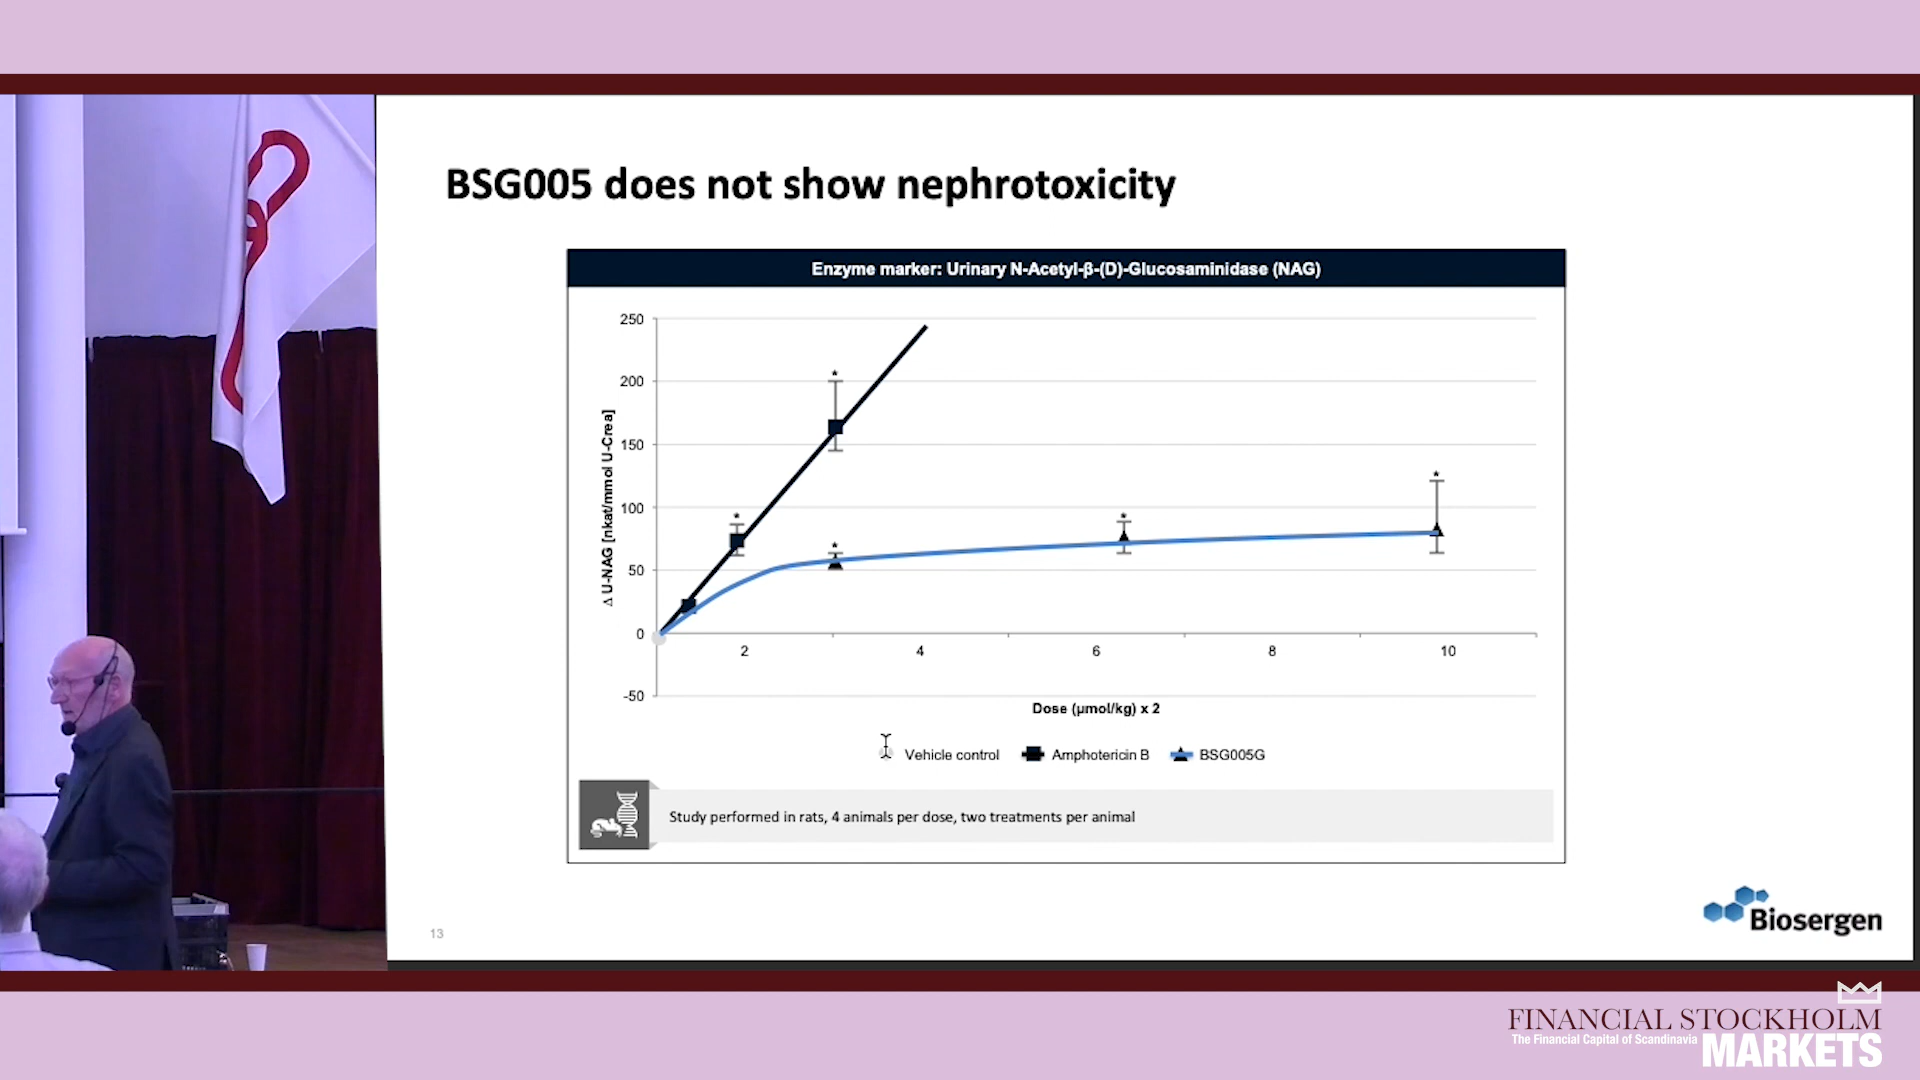 BSG005 does not show nephrotoxicity
Enzyme marker: Urinary N-Acetyl-β-(D)-Glucosaminidase (NAG)
250
200
150
100
50
0
-50
Δ U-NAG [nkat/mmol U-Crea]
*
*
*
*
*
2
4
6
8
10
Dose (µmol/kg) x 2
Vehicle control
Amphotericin B
BSG005G
Study performed in rats, 4 animals per dose, two treatments per animal
13
Biosergen
FINANCIAL STOCKHOLM
The Financial Capital of Scandinavia
MARKETS